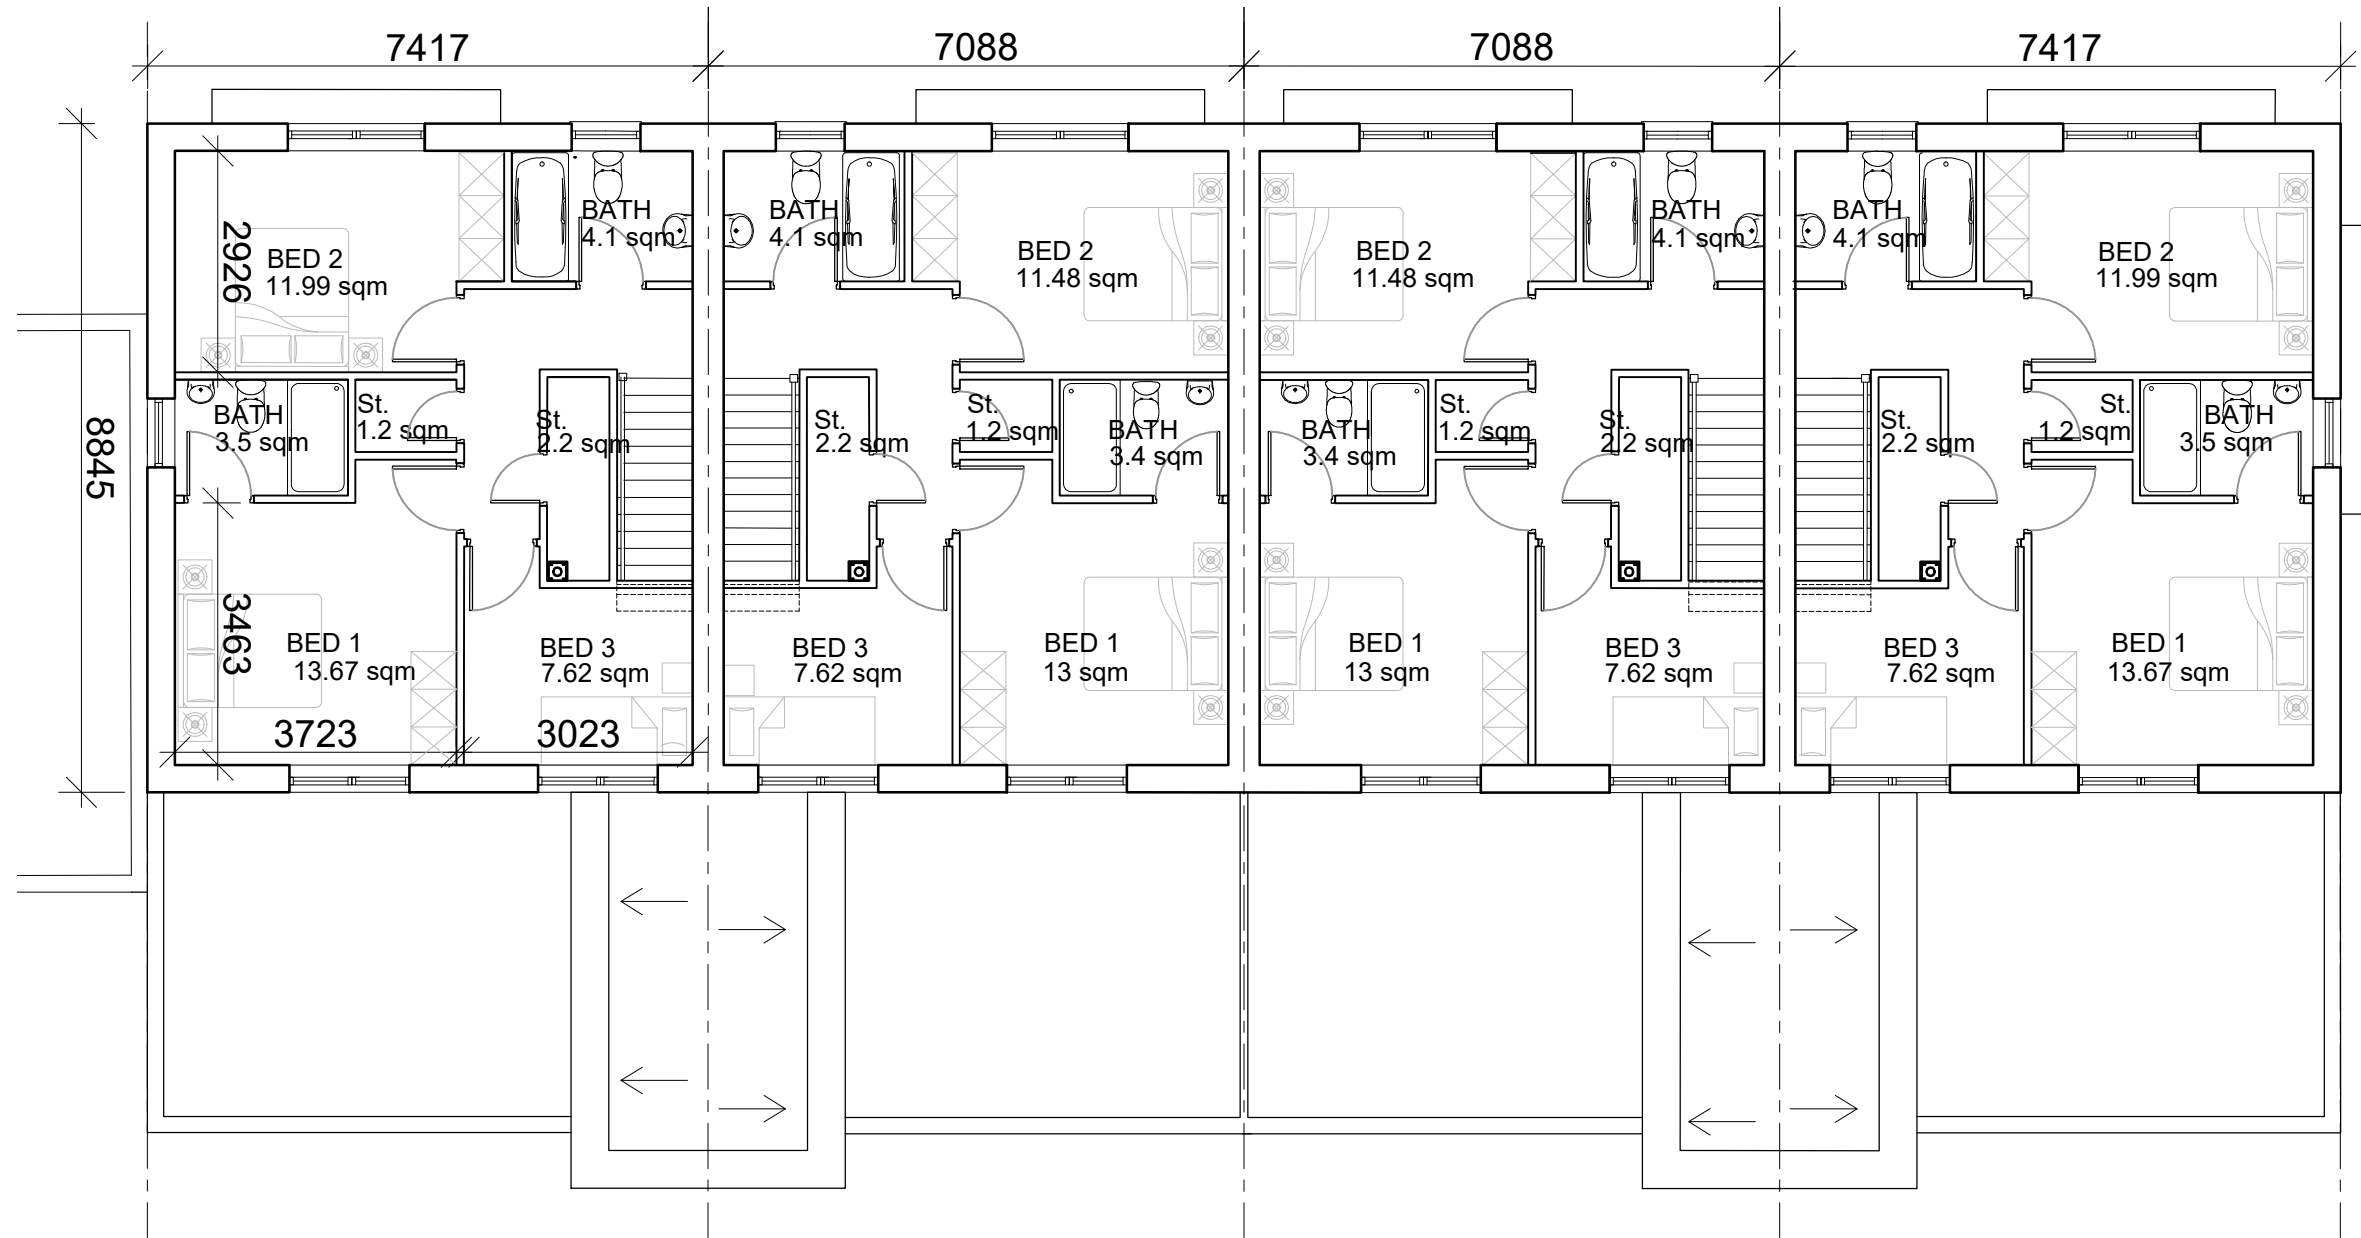 7417
7088
7088
7417
8845
2926
BED 2
11.99 sqm
BATH
4.1 sqm
BATH
4.1 sqm
BED 2
11.48 sqm
BED 2
11.48 sqm
BATH
4.1 sqm
BATH
4.1 sqm
BED 2
11.99 sqm
BATH
3.5 sqm
St.
1.2 sqm
St.
2.2 sqm
St.
2.2 sqm
St.
1.2 sqm
BATH
3.4 sqm
BATH
3.4 sqm
St.
1.2 sqm
St.
2.2 sqm
St.
2.2 sqm
St.
1.2 sqm
BATH
3.5 sqm
3463
BED 1
13.67 sqm
BED 3
7.62 sqm
BED 3
7.62 sqm
BED 1
13 sqm
BED 1
13 sqm
BED 3
7.62 sqm
BED 3
7.62 sqm
BED 1
13.67 sqm
3723
3023